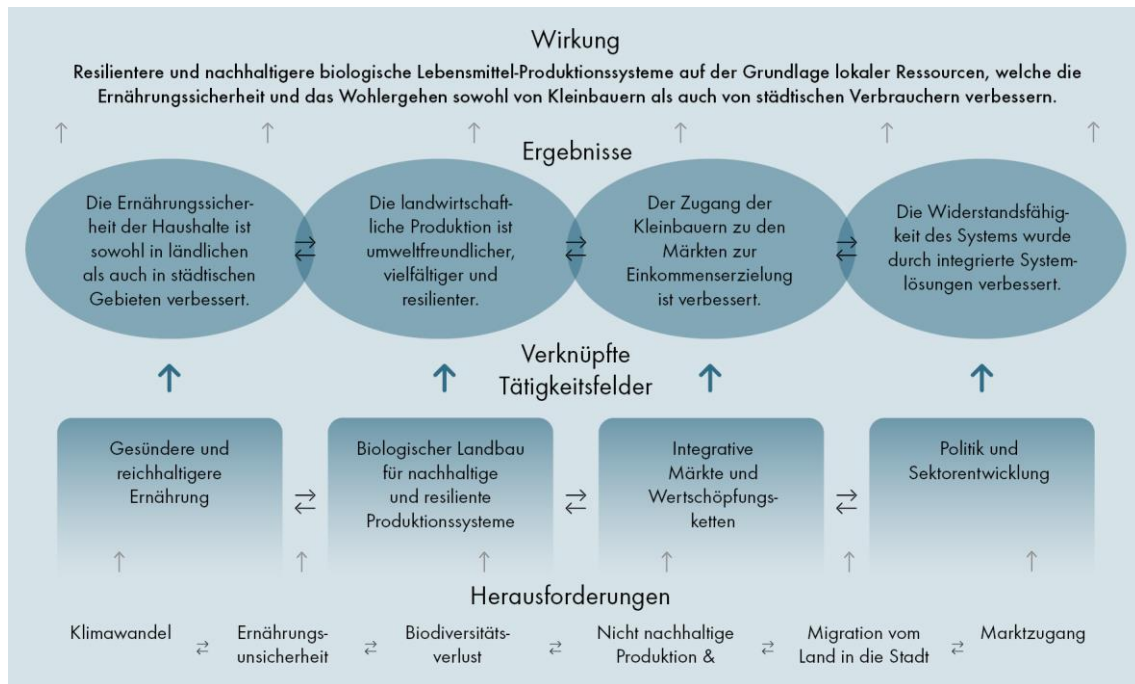 Wirkung
Resilientere und nachhaltigere biologische Lebensmittel-Produktionssysteme auf der Grundlage lokaler Ressourcen, welche die
Ernährungssicherheit und das Wohlergehen sowohl von Kleinbauern als auch von städtischen Verbrauchern verbessern.
Ergebnisse
Die Ernährungssicher-
heit der Haushalte ist
sowohl in ländlichen
als auch in städtischen
Gebieten verbessert.
Die landwirtschaft-
liche Produktion ist
umweltfreundlicher,
vielfältiger und
resilienter.
Der Zugang der
Kleinbauern zu den
Märkten zur
Einkommenserzielung
ist verbessert.
Die Widerstandsfähig-
keit des Systems wurde
durch integrierte System-
lösungen verbessert.
Verknüpfte
Tätigkeitsfelder
Gesündere und
reichhaltigere
Ernährung
Biologischer Landbau
für nachhaltige
und resiliente
Produktionssysteme
Integrative
Märkte und
Wertschöpfungs-
ketten
Politik und
Sektorentwicklung
Herausforderungen
Klimawandel
Ernährungs-
unsicherheit
Biodiversitäts-
verlust
Nicht nachhaltige
Produktion &
Migration vom
Land in die Stadt
Marktzugang